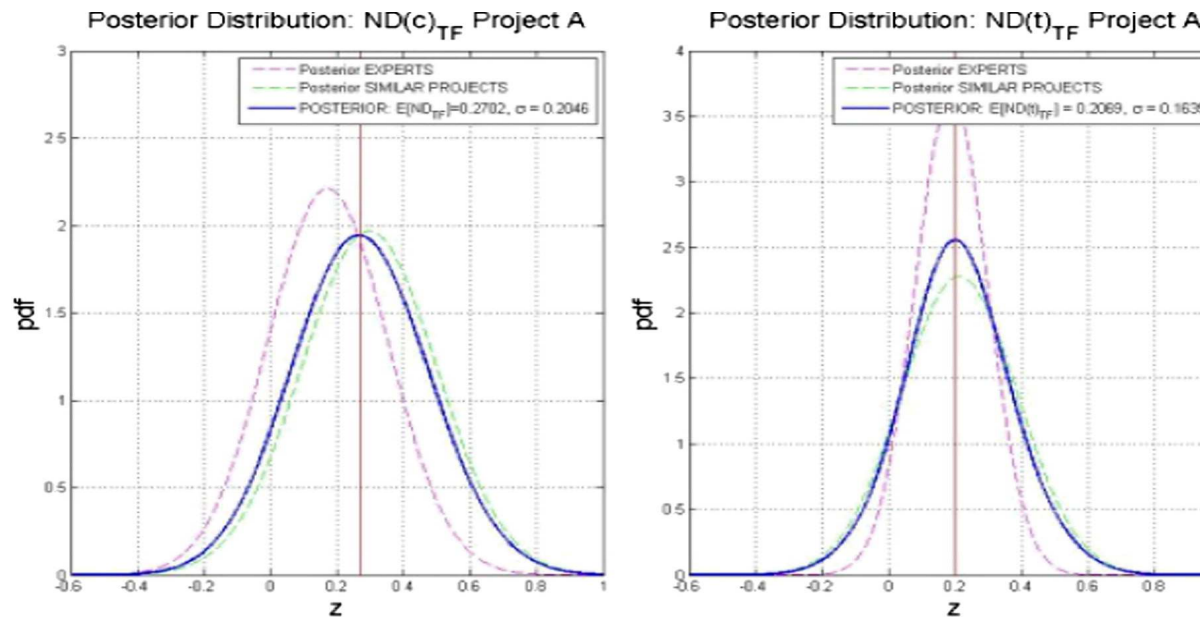 Posterior Distribution: ND(c)TF Project A
3
2.5
2
1.5
1
0.5
0
-0.6
-0.4
-0.2
0
0.2
0.4
0.6
0.8
1
pdf
z
Posterior EXPERTS
Posterior SIMILAR PROJECTS
POSTERIOR: E[NDTF]=0.2702, σ = 0.2046
Posterior Distribution: ND(t)TF Project A
4
3.5
3
2.5
2
1.5
1
0.5
0
-0.6
-0.4
-0.2
0
0.2
0.4
0.6
0.8
pdf
z
Posterior EXPERTS
Posterior SIMILAR PROJECTS
POSTERIOR: E[ND(t)TF] = 0.2069, σ =